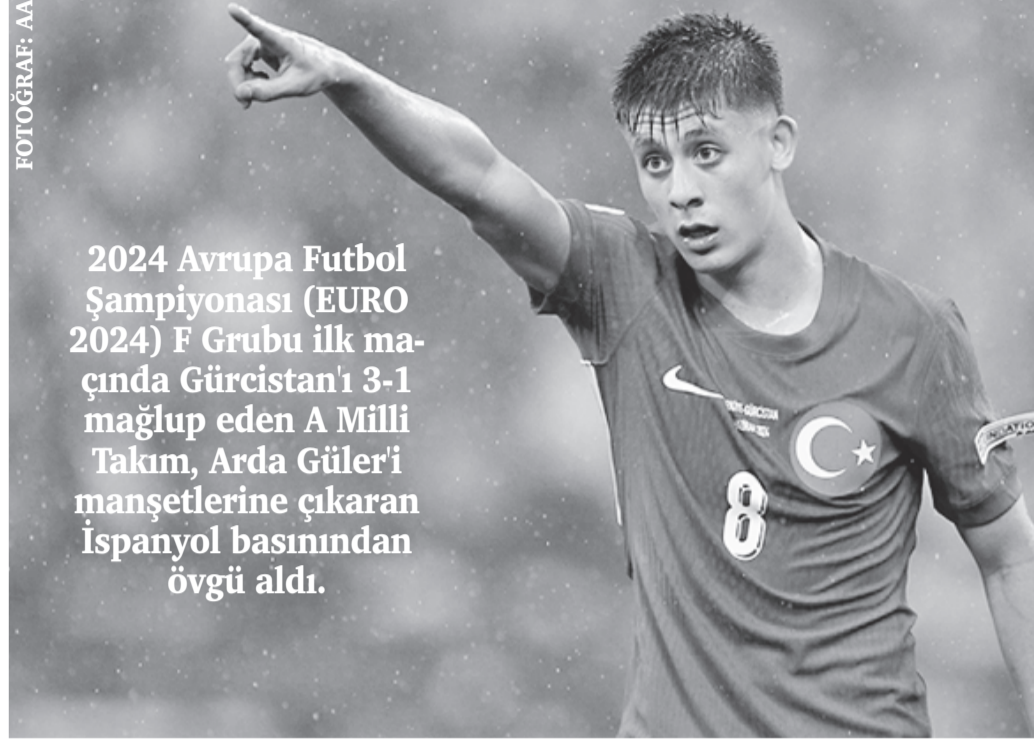 FOTOĞRAF: AA
2024 Avrupa Futbol
Şampiyonası (EURO
2024) F Grubu ilk ma-
çında Gürcistan'ı 3-1
mağlup eden A Milli
Takım, Arda Güler'i
manşetlerine çıkaran
İspanyol basınından
övgü aldı.
8